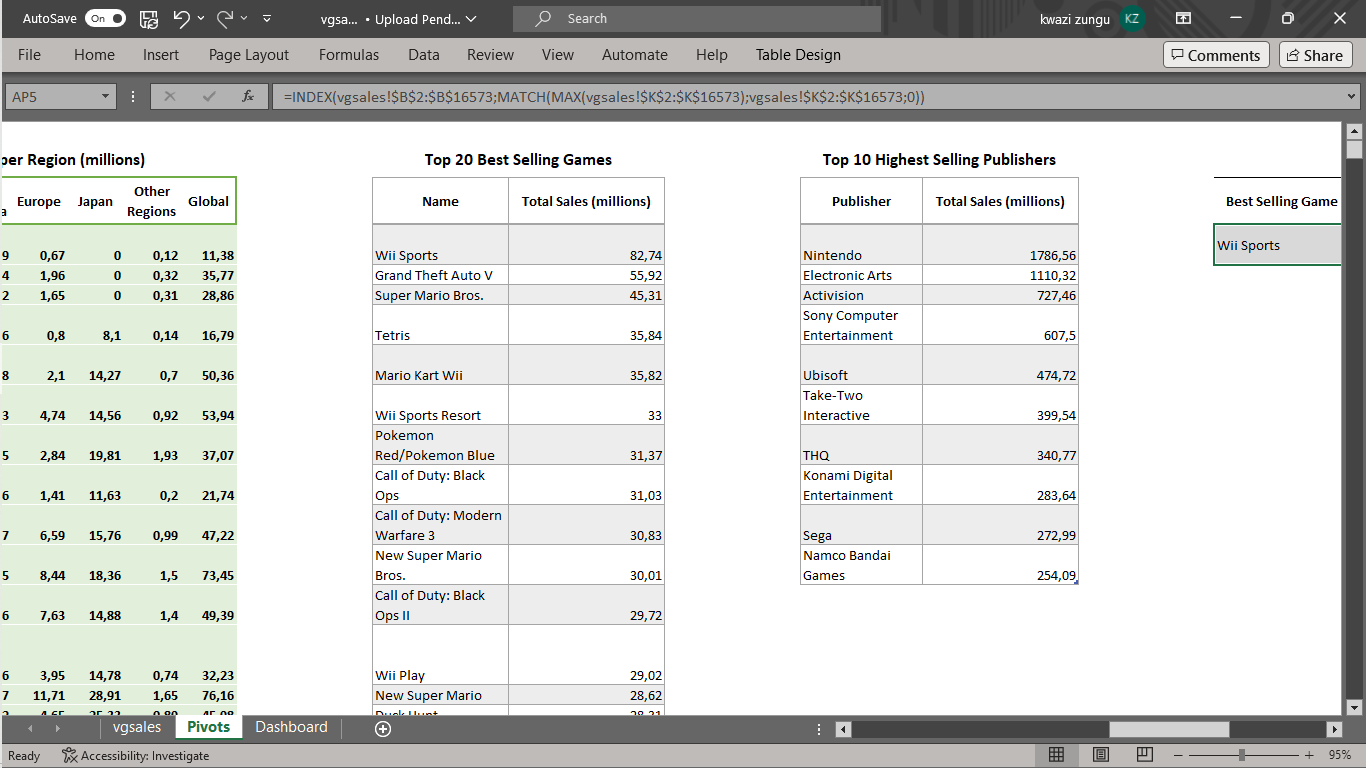 AutoSave On vgsa... • Upload Pend... Search kwazi zungu KZ
File Home Insert Page Layout Formulas Data Review View Automate Help Table Design Comments Share
AP5 fx =INDEX(vgsales!$B$2:$B$16573;MATCH(MAX(vgsales!$K$2:$K$16573);vgsales!$K$2:$K$16573;0))
per Region (millions) Top 20 Best Selling Games Top 10 Highest Selling Publishers
Europe Japan Other Regions Global Name Total Sales (millions) Publisher Total Sales (millions) Best Selling Game
9 0,67 0 0,12 11,38 Wii Sports 82,74 Nintendo 1786,56 Wii Sports
4 1,96 0 0,32 35,77 Grand Theft Auto V 55,92 Electronic Arts 1110,32
2 1,65 0 0,31 28,86 Super Mario Bros. 45,31 Activision 727,46
6 0,8 8,1 0,14 16,79 Tetris 35,84 Sony Computer Entertainment 607,5
8 2,1 14,27 0,7 50,36 Mario Kart Wii 35,82 Ubisoft 474,72
3 4,74 14,56 0,92 53,94 Wii Sports Resort 33 Take-Two Interactive 399,54
5 2,84 19,81 1,93 37,07 Pokemon Red/Pokemon Blue 31,37 THQ 340,77
6 1,41 11,63 0,2 21,74 Call of Duty: Black Ops 31,03 Konami Digital Entertainment 283,64
7 6,59 15,76 0,99 47,22 Call of Duty: Modern Warfare 3 30,83 Sega 272,99
5 8,44 18,36 1,5 73,45 New Super Mario Bros. 30,01 Namco Bandai Games 254,09
6 7,63 14,88 1,4 49,39 Call of Duty: Black Ops II 29,72
6 3,95 14,78 0,74 32,23 Wii Play 29,02
7 11,71 28,91 1,65 76,16 New Super Mario 28,62
Duck Hunt 28,31
vgsales Pivots Dashboard
Ready Accessibility: Investigate 95%